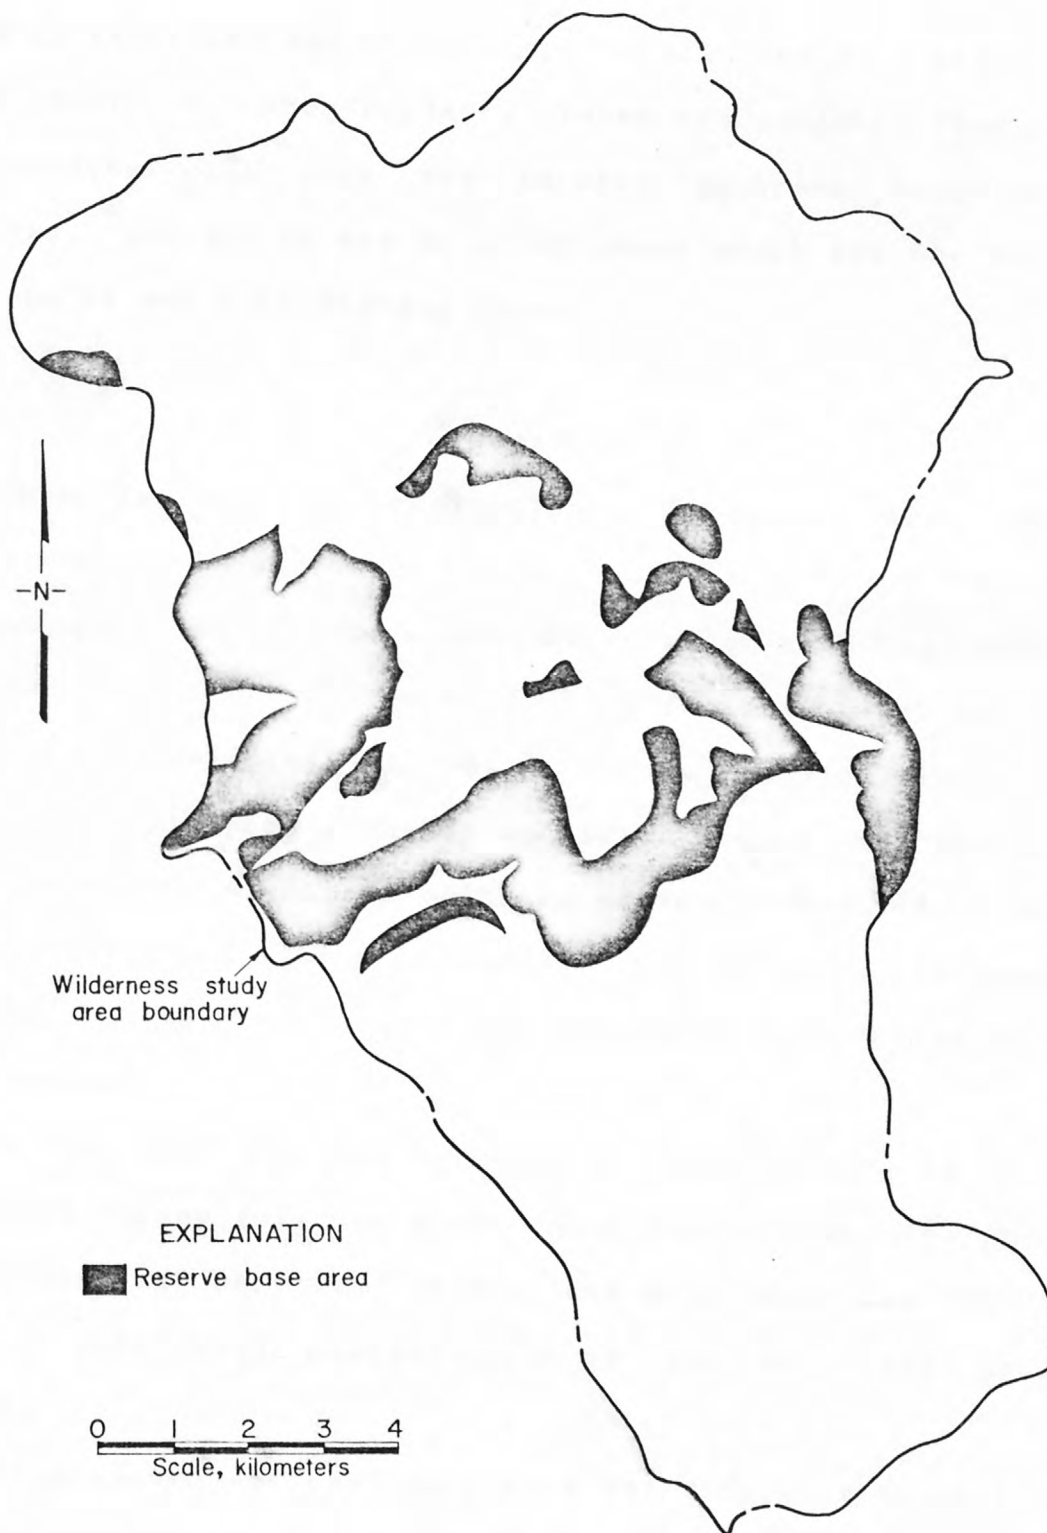 -N-
Wilderness study
area boundary
EXPLANATION
Reserve base area
0 1 2 3 4
Scale, kilometers